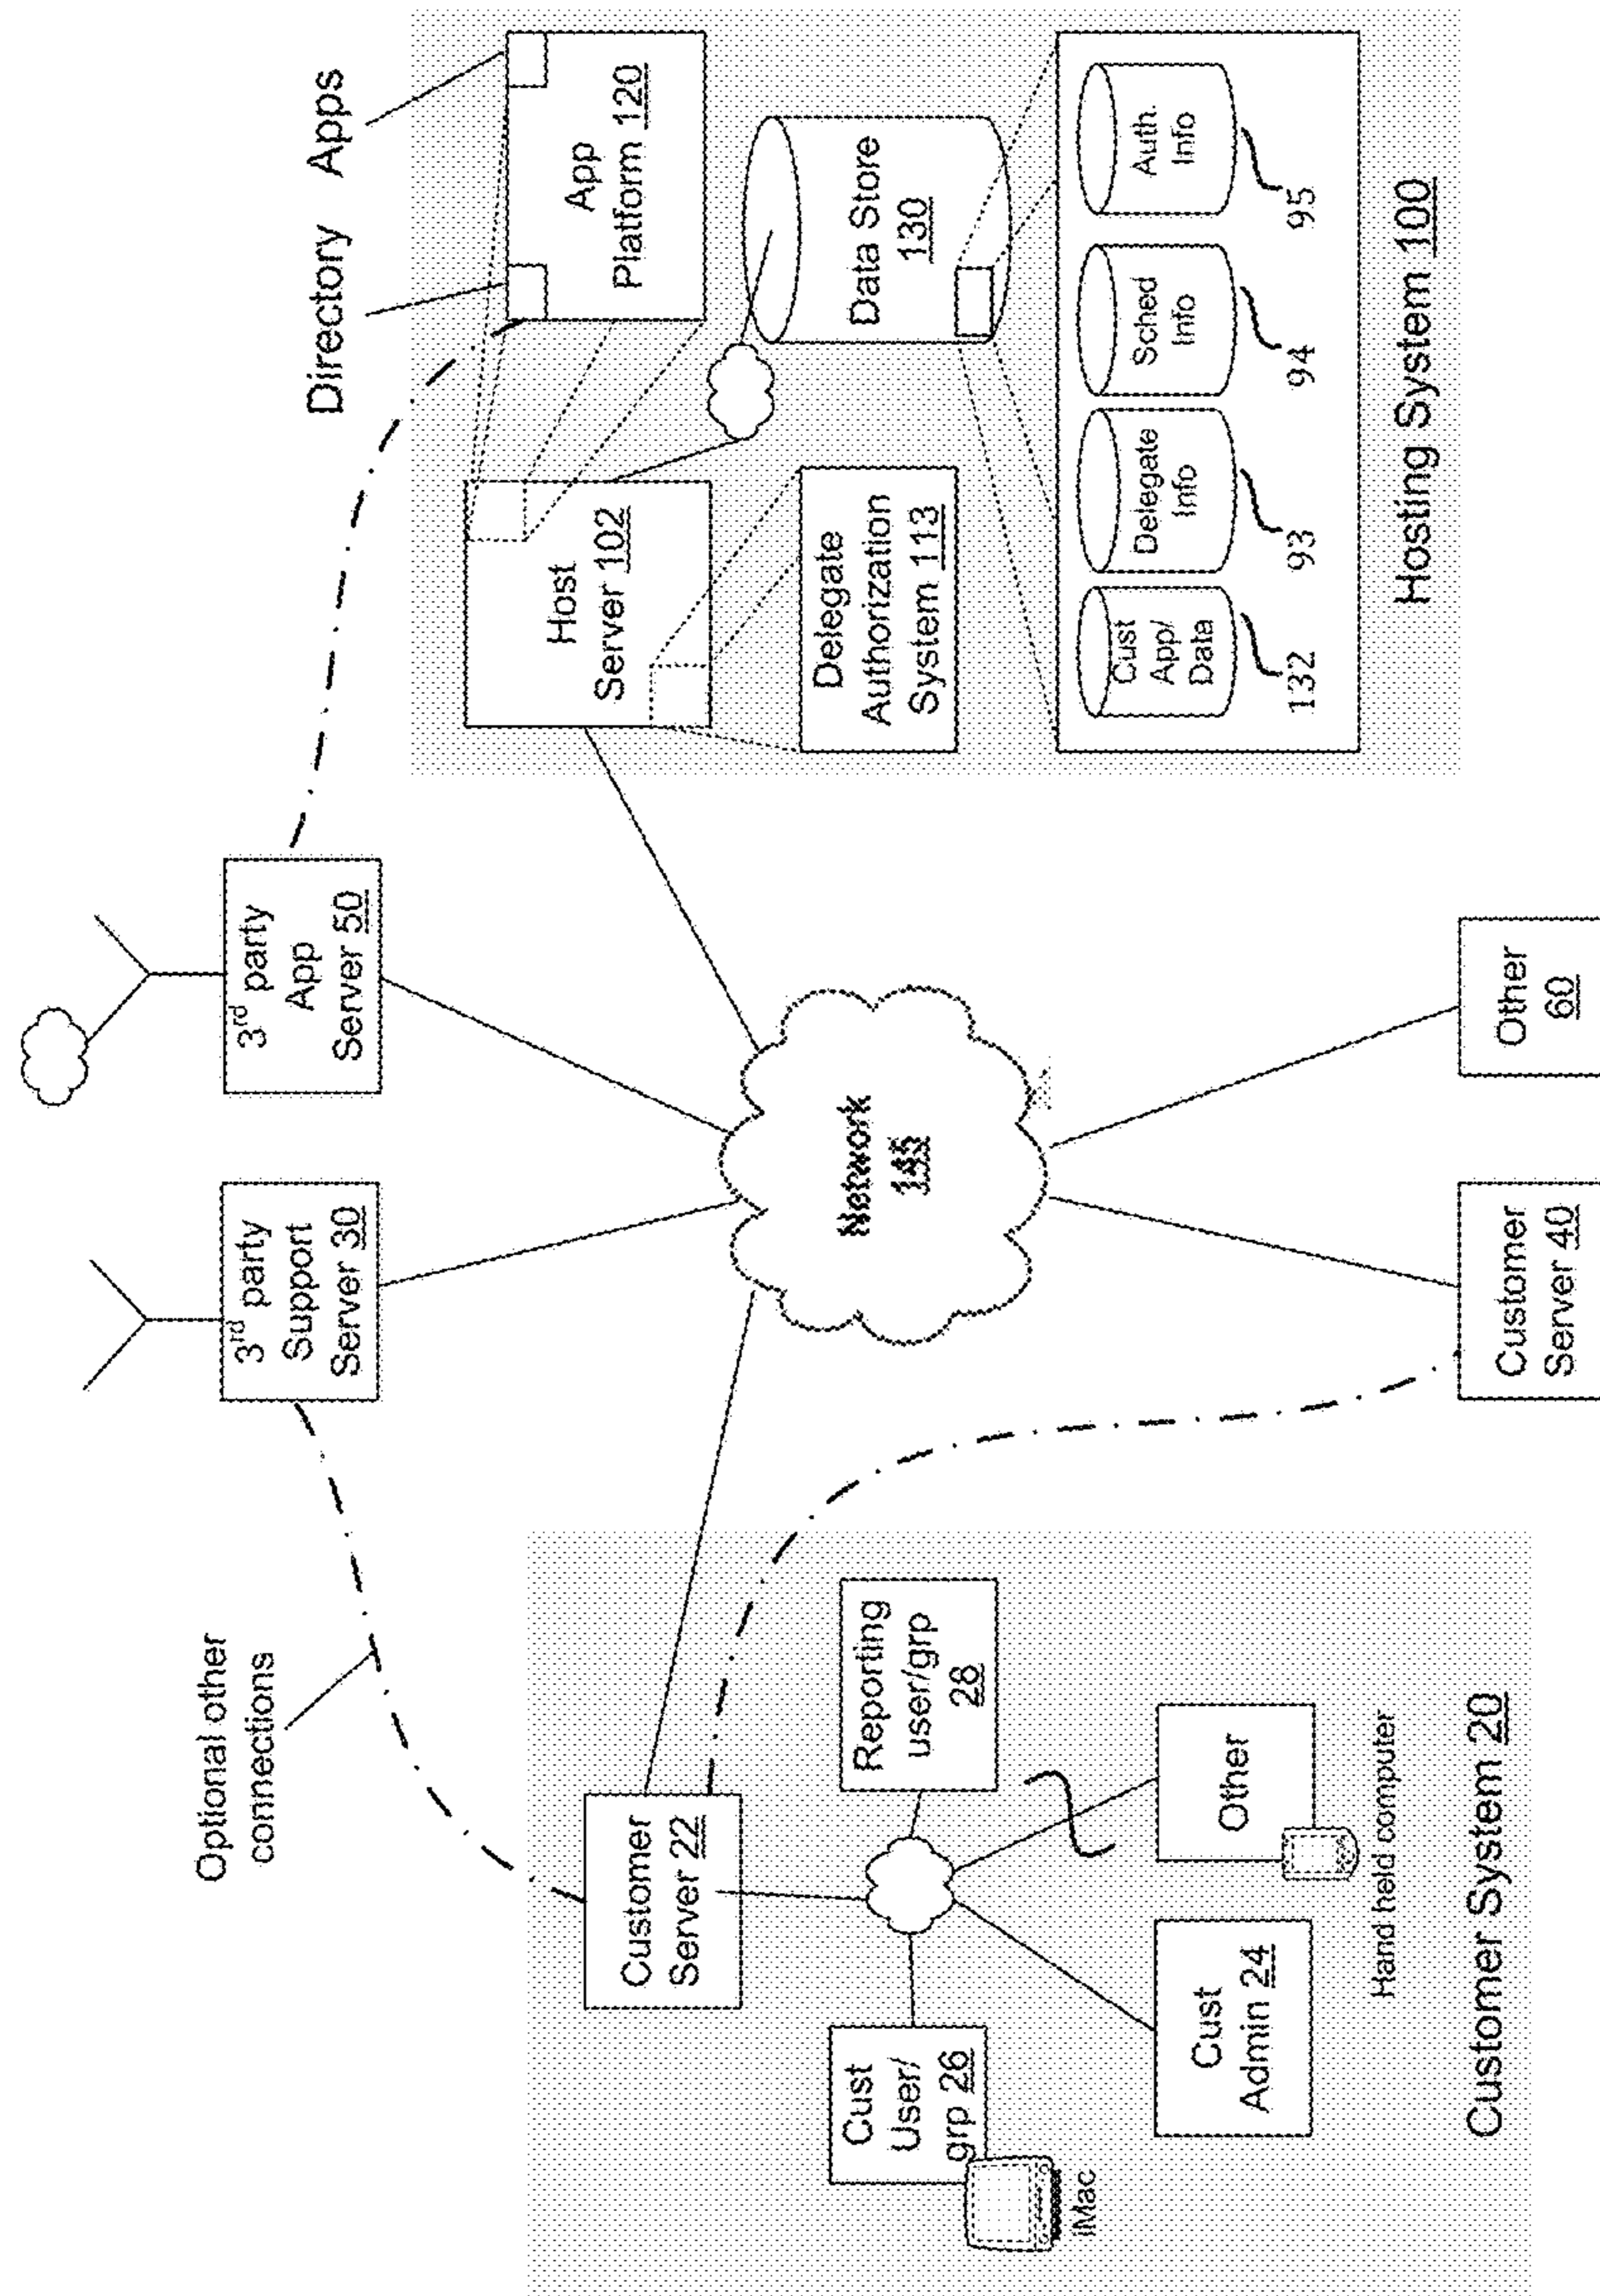 Optional other
connections
3rd party
Support
Server 30
3rd party
App
Server 50
Directory
Apps
Customer
Server 22
Cust
User/
grp 26
iMac
Reporting
user/grp
28
Cust
Admin 24
Other
Hand held computer
Customer System 20
Network
145
Customer
Server 40
Other
60
Host
Server 102
App
Platform 120
Delegate
Authorization
System 113
Data Store
130
Cust
App/
Data
132
Delegate
Info
93
Sched
Info
94
Auth.
Info
95
Hosting System 100